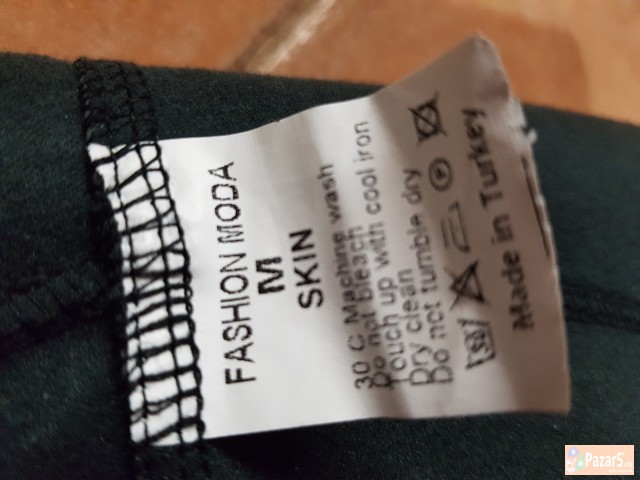 FASHION MODA
M
SKIN
30 C Machine wash
Do not bleach
Touch up with cool iron
Dry clean
Do not tumble dry
Made in Turkey
Pazar5